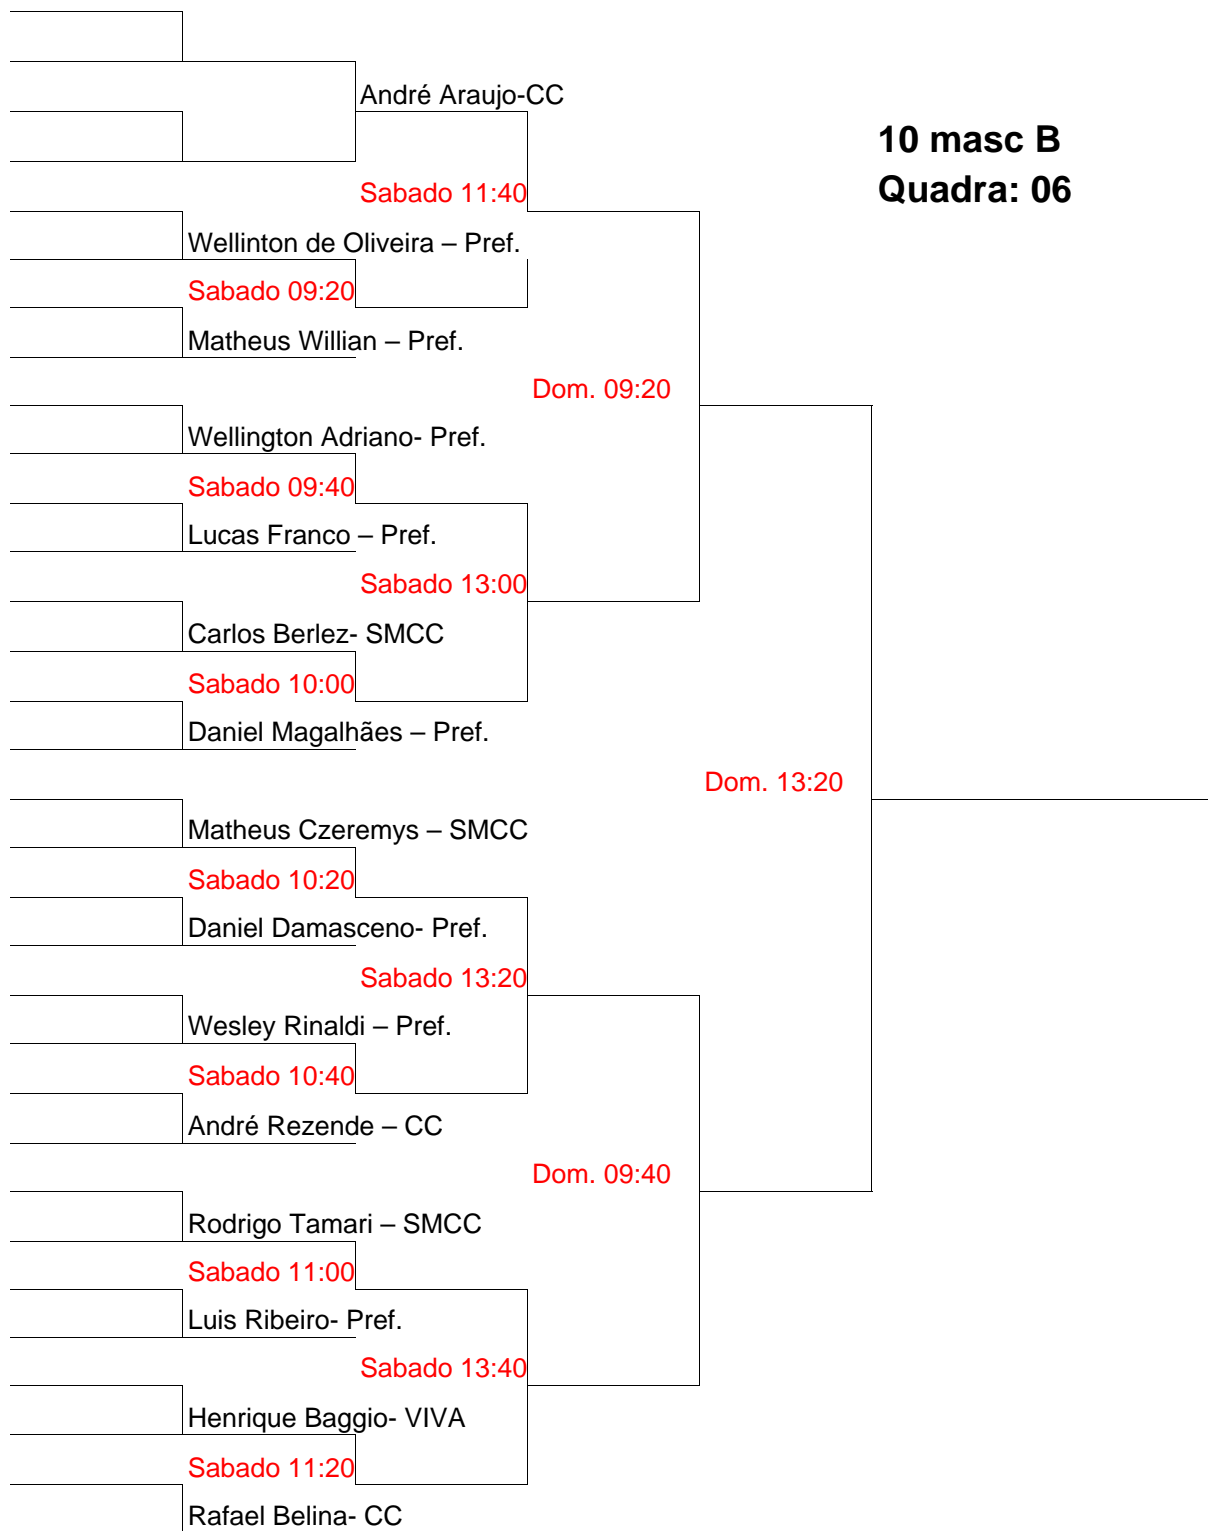 André Araujo-CC
10 masc B
Quadra: 06
Sabado 11:40
Wellinton de Oliveira – Pref.
Sabado 09:20
Matheus Willian – Pref.
Dom. 09:20
Wellington Adriano- Pref.
Sabado 09:40
Lucas Franco – Pref.
Sabado 13:00
Carlos Berlez- SMCC
Sabado 10:00
Daniel Magalhães – Pref.
Dom. 13:20
Matheus Czeremys – SMCC
Sabado 10:20
Daniel Damasceno- Pref.
Sabado 13:20
Wesley Rinaldi – Pref.
Sabado 10:40
André Rezende – CC
Dom. 09:40
Rodrigo Tamari – SMCC
Sabado 11:00
Luis Ribeiro- Pref.
Sabado 13:40
Henrique Baggio- VIVA
Sabado 11:20
Rafael Belina- CC